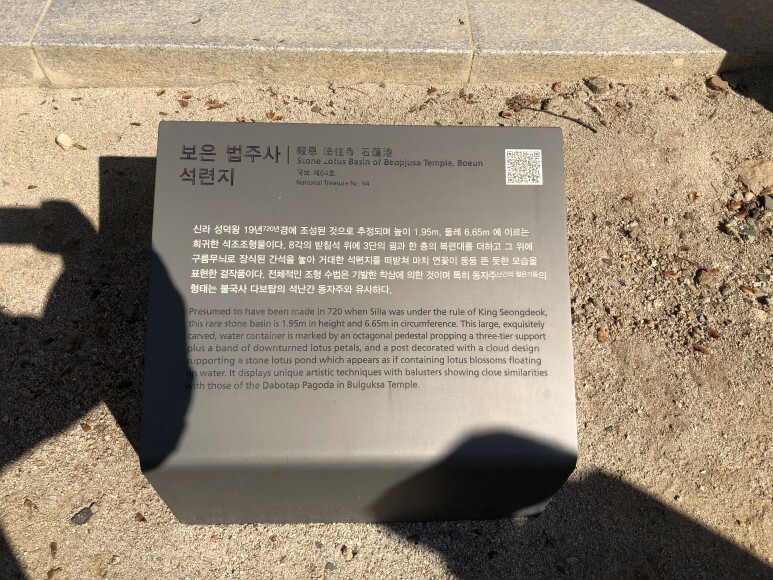 보은 법주사
석련지
報恩 法住寺 石蓮池
Stone Lotus Basin of Beopjusa Temple, Boeun
국보 제64호
National Treasure No. 64
신라 성덕왕 19년720년경에 조성된 것으로 추정되며 높이 1.95m, 둘레 6.65m 에 이르는
희귀한 석조조형물이다. 8각의 받침석 위에 3단의 굄과 한 층의 복련대를 더하고 그 위에
구름무늬로 장식된 간석을 놓아 거대한 석련지를 떠받쳐 마치 연꽃이 둥둥 뜬 듯한 모습을
표현한 걸작품이다. 전체적인 조형 수법은 기발한 착상에 의한 것이며 특히 동자주난간의 짧은기둥의
형태는 불국사 다보탑의 석난간 동자주와 유사하다.
Presumed to have been made in 720 when Silla was under the rule of King Seongdeok,
this rare stone basin is 1.95m in height and 6.65m in circumference. This large, exquisitely
carved, water container is marked by an octagonal pedestal propping a three-tier support
plus a band of downturned lotus petals, and a post decorated with a cloud design
supporting a stone lotus pond which appears as if containing lotus blossoms floating
on water. It displays unique artistic techniques with balusters showing close similarities
with those of the Dabotap Pagoda in Bulguksa Temple.